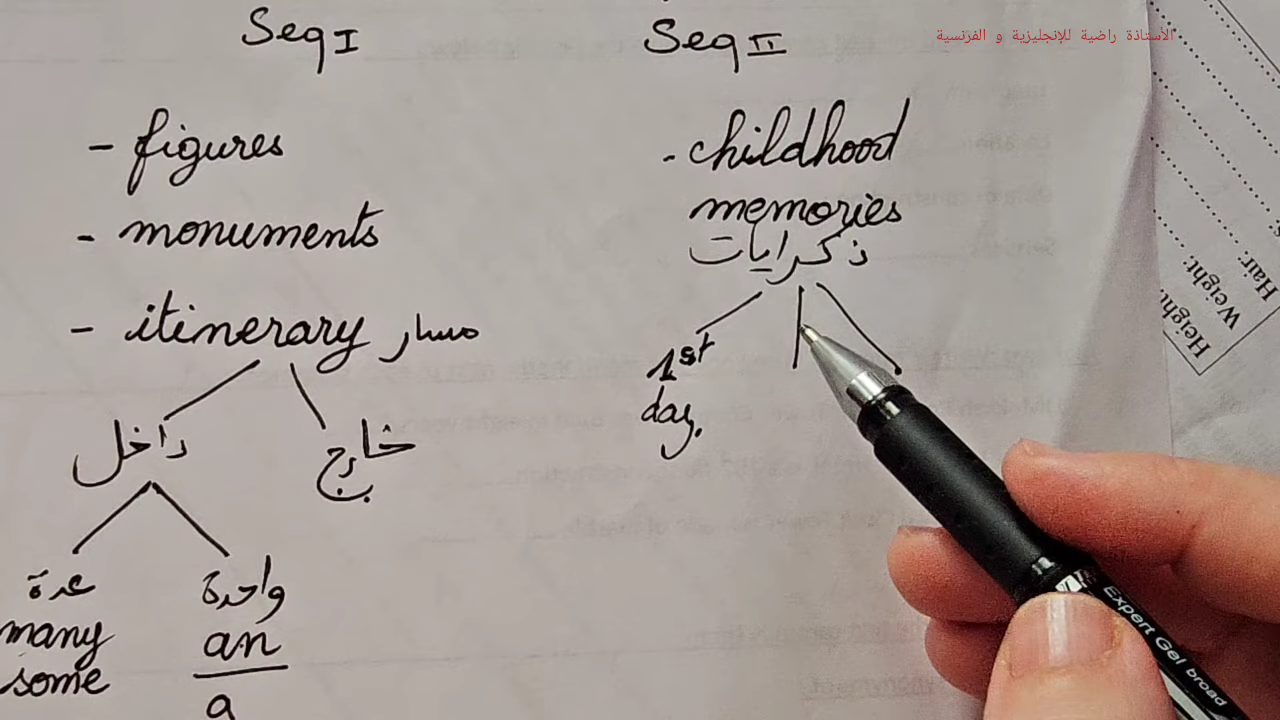 الأستاذة راضية للإنجليزية و الفرنسية
Seq I
- figures
- monuments
- itinerary مسار
داخل
خارج
عدة
many
some
واحدة
an
a
Seq II
- childhood
memories
ذكرايات
1st
day.
Height:
Weight:
Hair:
Expert Gel broad